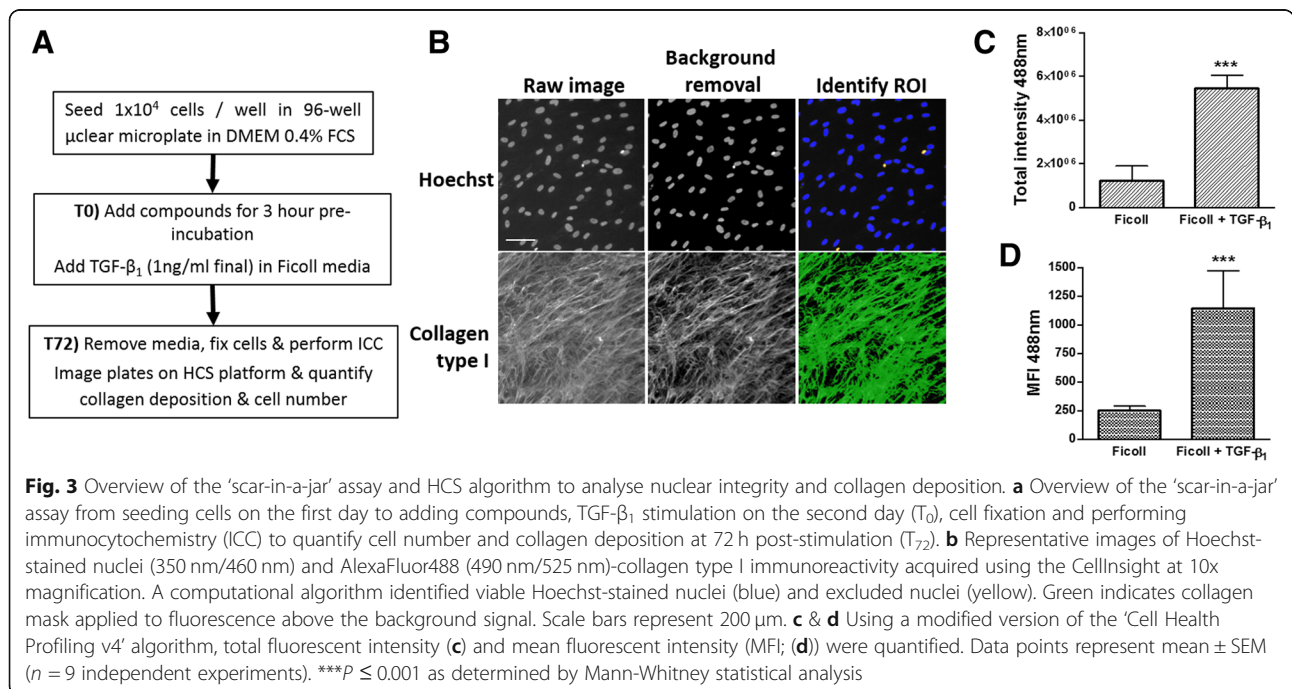 A
Seed 1x10⁴ cells / well in 96-well
µclear microplate in DMEM 0.4% FCS
T0) Add compounds for 3 hour pre-
incubation
Add TGF-β₁ (1ng/ml final) in Ficoll media
T72) Remove media, fix cells & perform ICC
Image plates on HCS platform & quantify
collagen deposition & cell number
B
Raw image
Background
removal
Identify ROI
Hoechst
Collagen
type I
C
Total intensity 488nm
8×10⁰⁶
6×10⁰⁶
4×10⁰⁶
2×10⁰⁶
0
***
Ficoll
Ficoll + TGF-β₁
D
MFI 488nm
1500
1250
1000
750
500
250
0
***
Ficoll
Ficoll + TGF-β₁
Fig. 3 Overview of the ‘scar-in-a-jar’ assay and HCS algorithm to analyse nuclear integrity and collagen deposition. a Overview of the ‘scar-in-a-jar’
assay from seeding cells on the first day to adding compounds, TGF-β₁ stimulation on the second day (T₀), cell fixation and performing
immunocytochemistry (ICC) to quantify cell number and collagen deposition at 72 h post-stimulation (T₇₂). b Representative images of Hoechst-
stained nuclei (350 nm/460 nm) and AlexaFluor488 (490 nm/525 nm)-collagen type I immunoreactivity acquired using the CellInsight at 10x
magnification. A computational algorithm identified viable Hoechst-stained nuclei (blue) and excluded nuclei (yellow). Green indicates collagen
mask applied to fluorescence above the background signal. Scale bars represent 200 μm. c & d Using a modified version of the ‘Cell Health
Profiling v4’ algorithm, total fluorescent intensity (c) and mean fluorescent intensity (MFI; (d)) were quantified. Data points represent mean ± SEM
(n = 9 independent experiments). ***P ≤ 0.001 as determined by Mann-Whitney statistical analysis